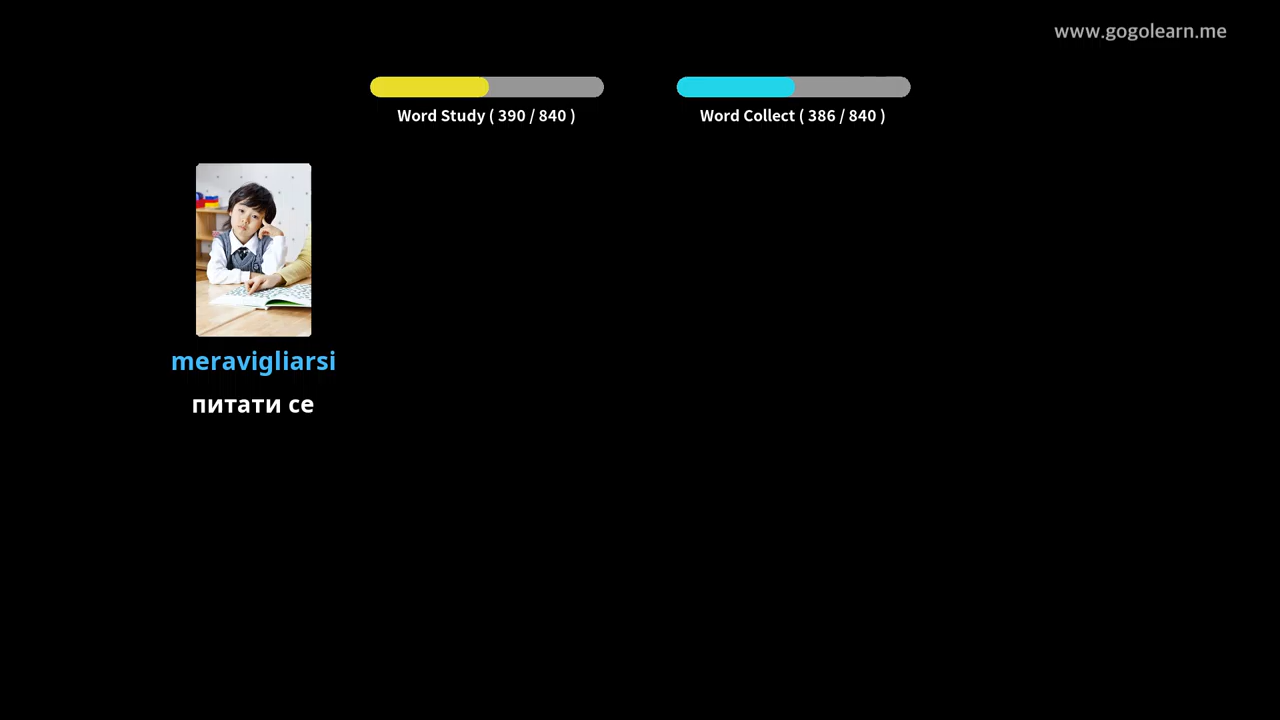 www.gogolearn.me
Word Study ( 390 / 840 )
Word Collect ( 386 / 840 )
meravigliarsi
питати се